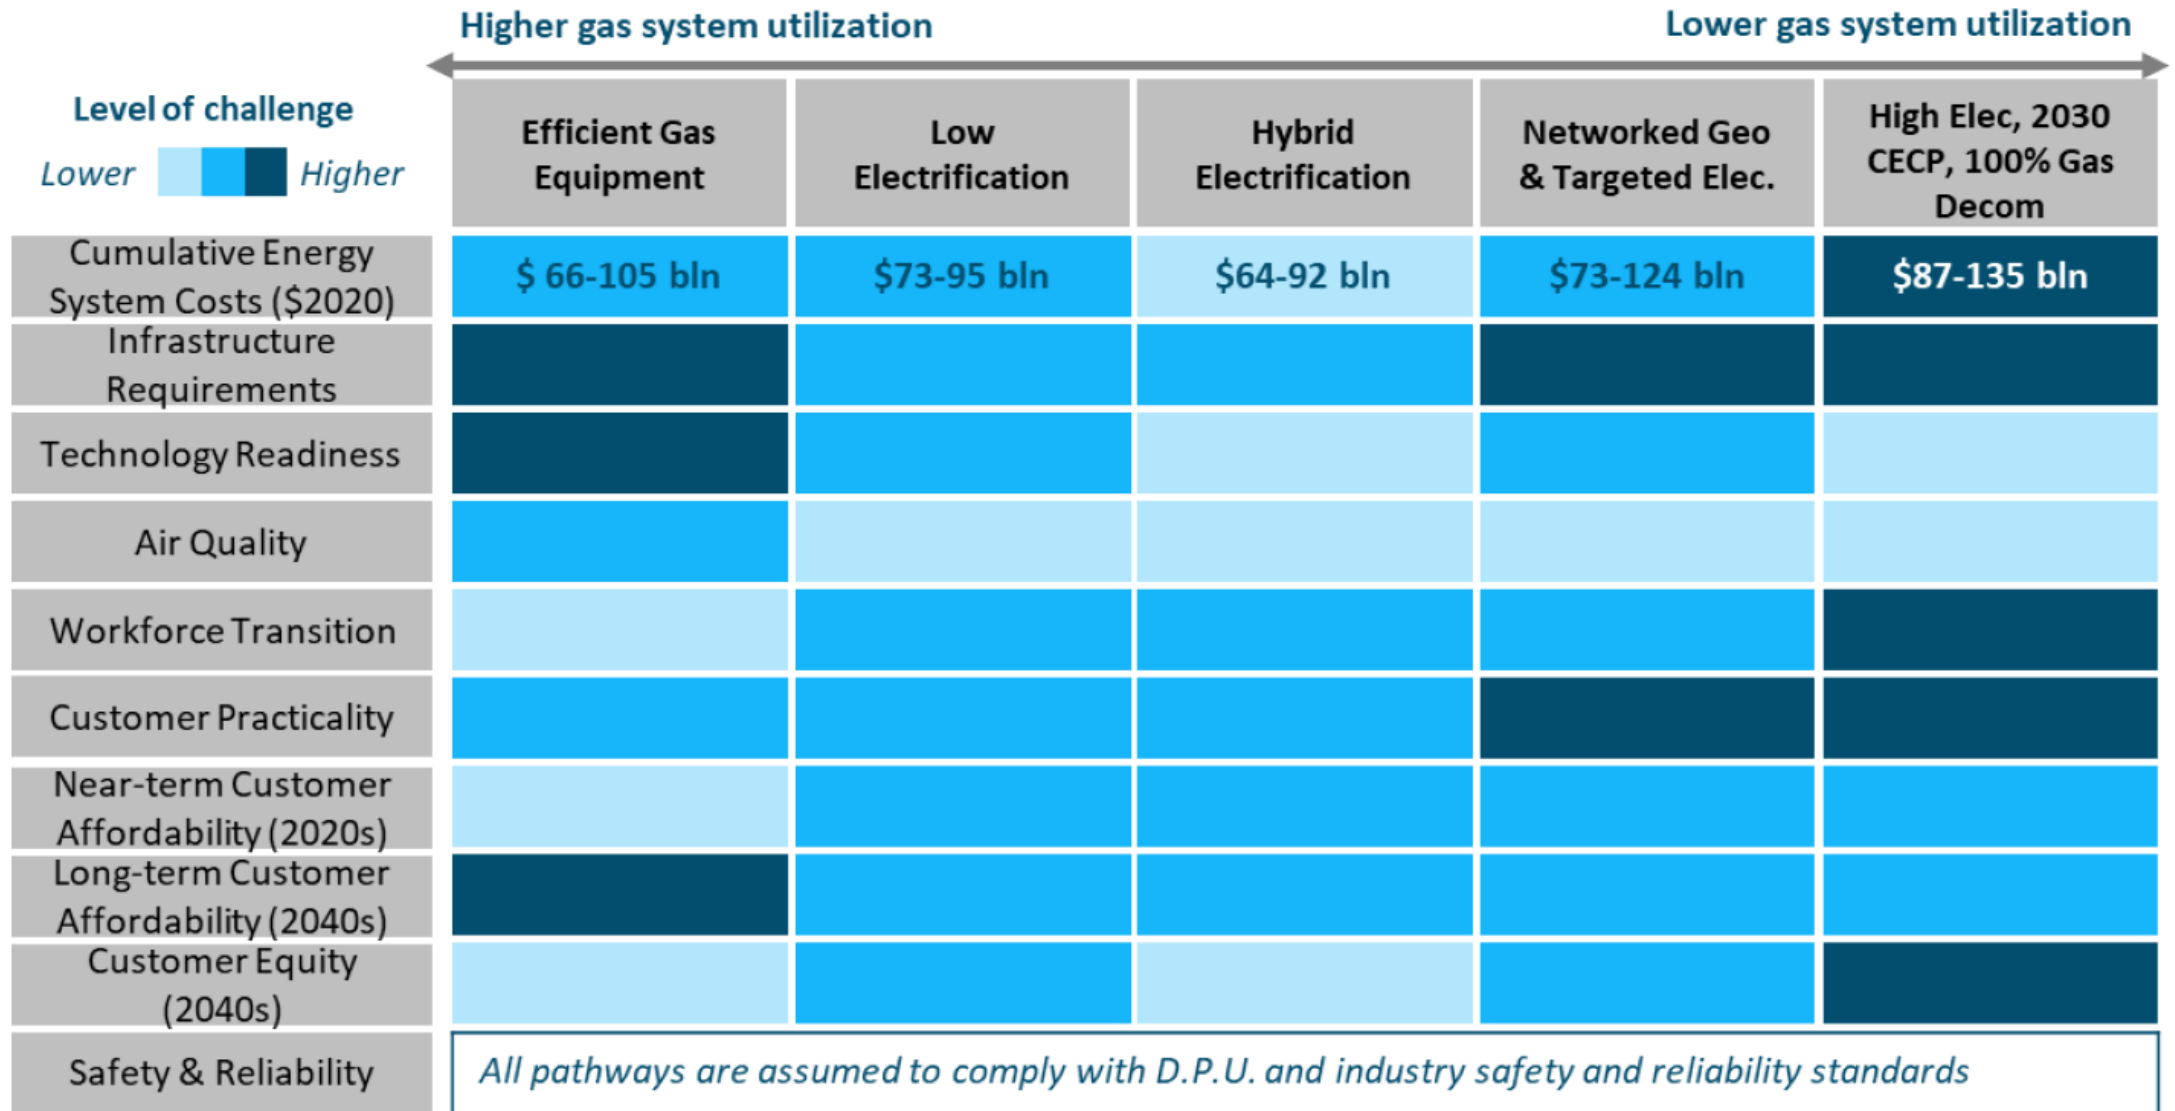 Higher gas system utilization
Lower gas system utilization
Level of challenge
Lower
Higher
Efficient Gas
Equipment
Low
Electrification
Hybrid
Electrification
Networked Geo
& Targeted Elec.
High Elec, 2030
CECP, 100% Gas
Decom
Cumulative Energy
System Costs ($2020)
$ 66-105 bln
$73-95 bln
$64-92 bln
$73-124 bln
$87-135 bln
Infrastructure
Requirements
Technology Readiness
Air Quality
Workforce Transition
Customer Practicality
Near-term Customer
Affordability (2020s)
Long-term Customer
Affordability (2040s)
Customer Equity
(2040s)
Safety & Reliability
All pathways are assumed to comply with D.P.U. and industry safety and reliability standards